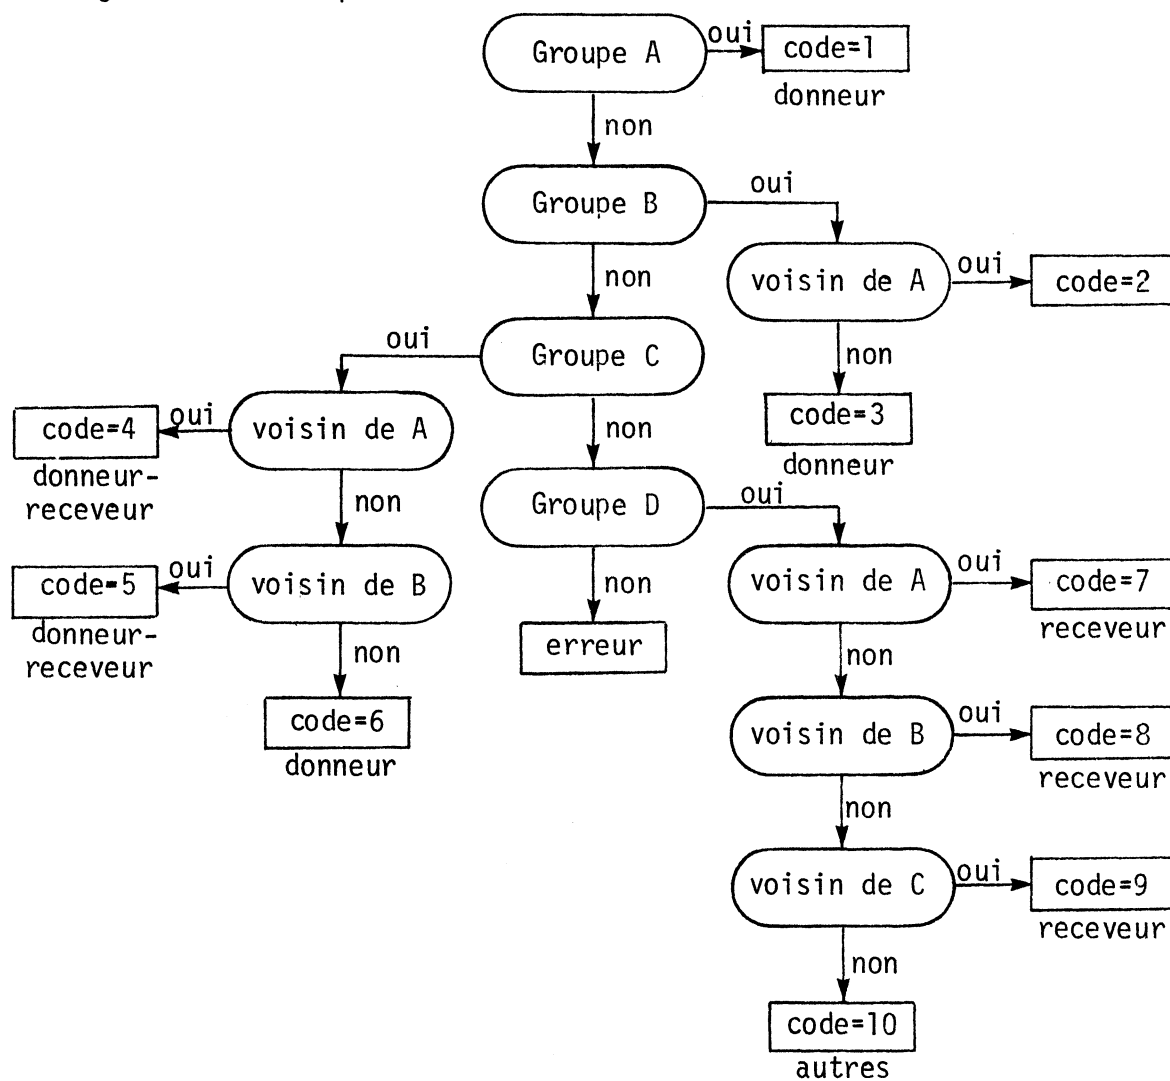 Groupe A
oui
code=1
donneur
non
Groupe B
oui
voisin de A
oui
code=2
non
code=3
donneur
non
Groupe C
oui
voisin de A
oui
code=4
donneur-
receveur
non
voisin de B
oui
code=5
donneur-
receveur
non
code=6
donneur
non
Groupe D
oui
voisin de A
oui
code=7
receveur
non
voisin de B
oui
code=8
receveur
non
voisin de C
oui
code=9
receveur
non
code=10
autres
non
erreur